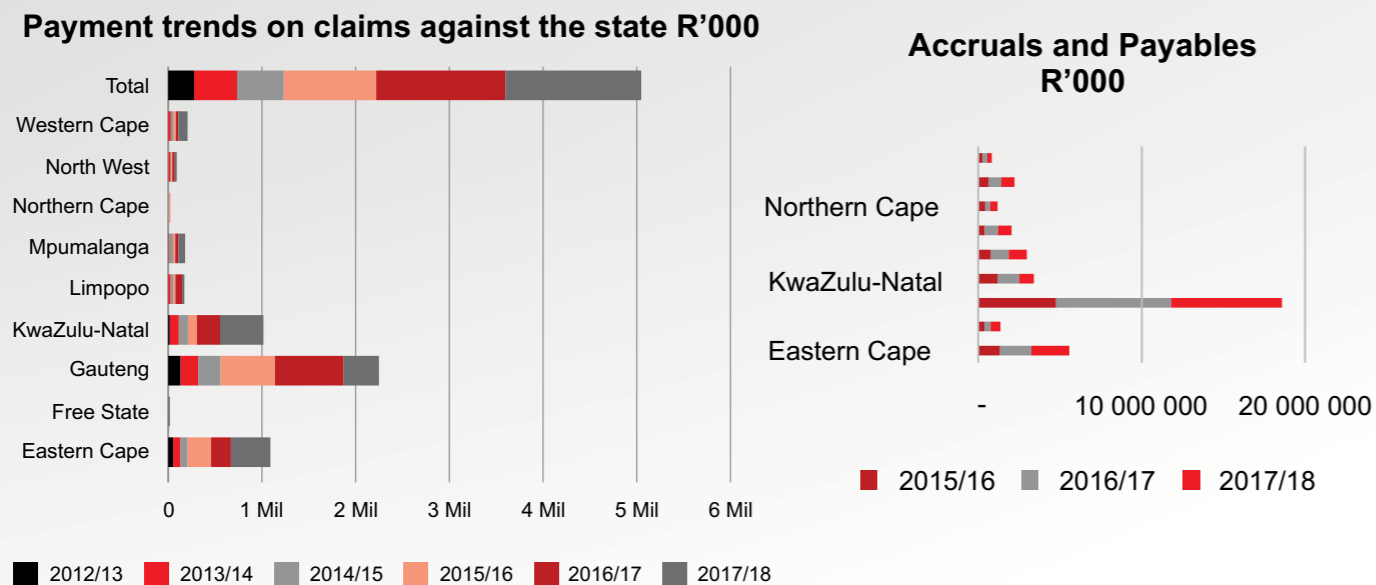 Payment trends on claims against the state R’000
Total
Western Cape
North West
Northern Cape
Mpumalanga
Limpopo
KwaZulu-Natal
Gauteng
Free State
Eastern Cape
0 1 Mil 2 Mil 3 Mil 4 Mil 5 Mil 6 Mil
2012/13 2013/14 2014/15 2015/16 2016/17 2017/18
Accruals and Payables
R’000
Northern Cape
KwaZulu-Natal
Eastern Cape
- 10 000 000 20 000 000
2015/16 2016/17 2017/18